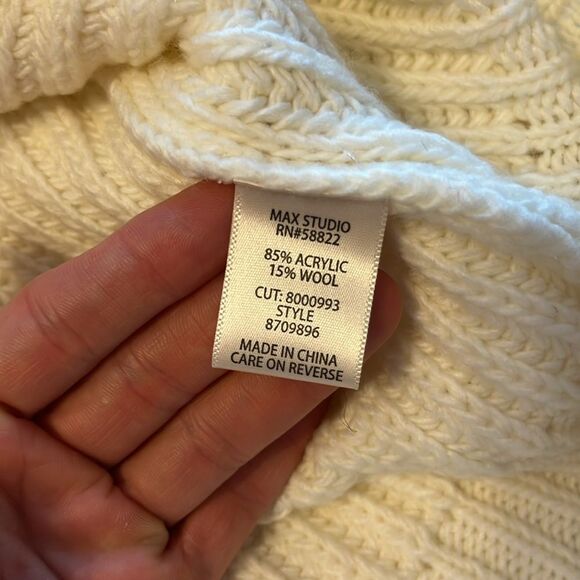 MAX STUDIO
RN#58822
85% ACRYLIC
15% WOOL
CUT: 8000993
STYLE
8709896
MADE IN CHINA
CARE ON REVERSE